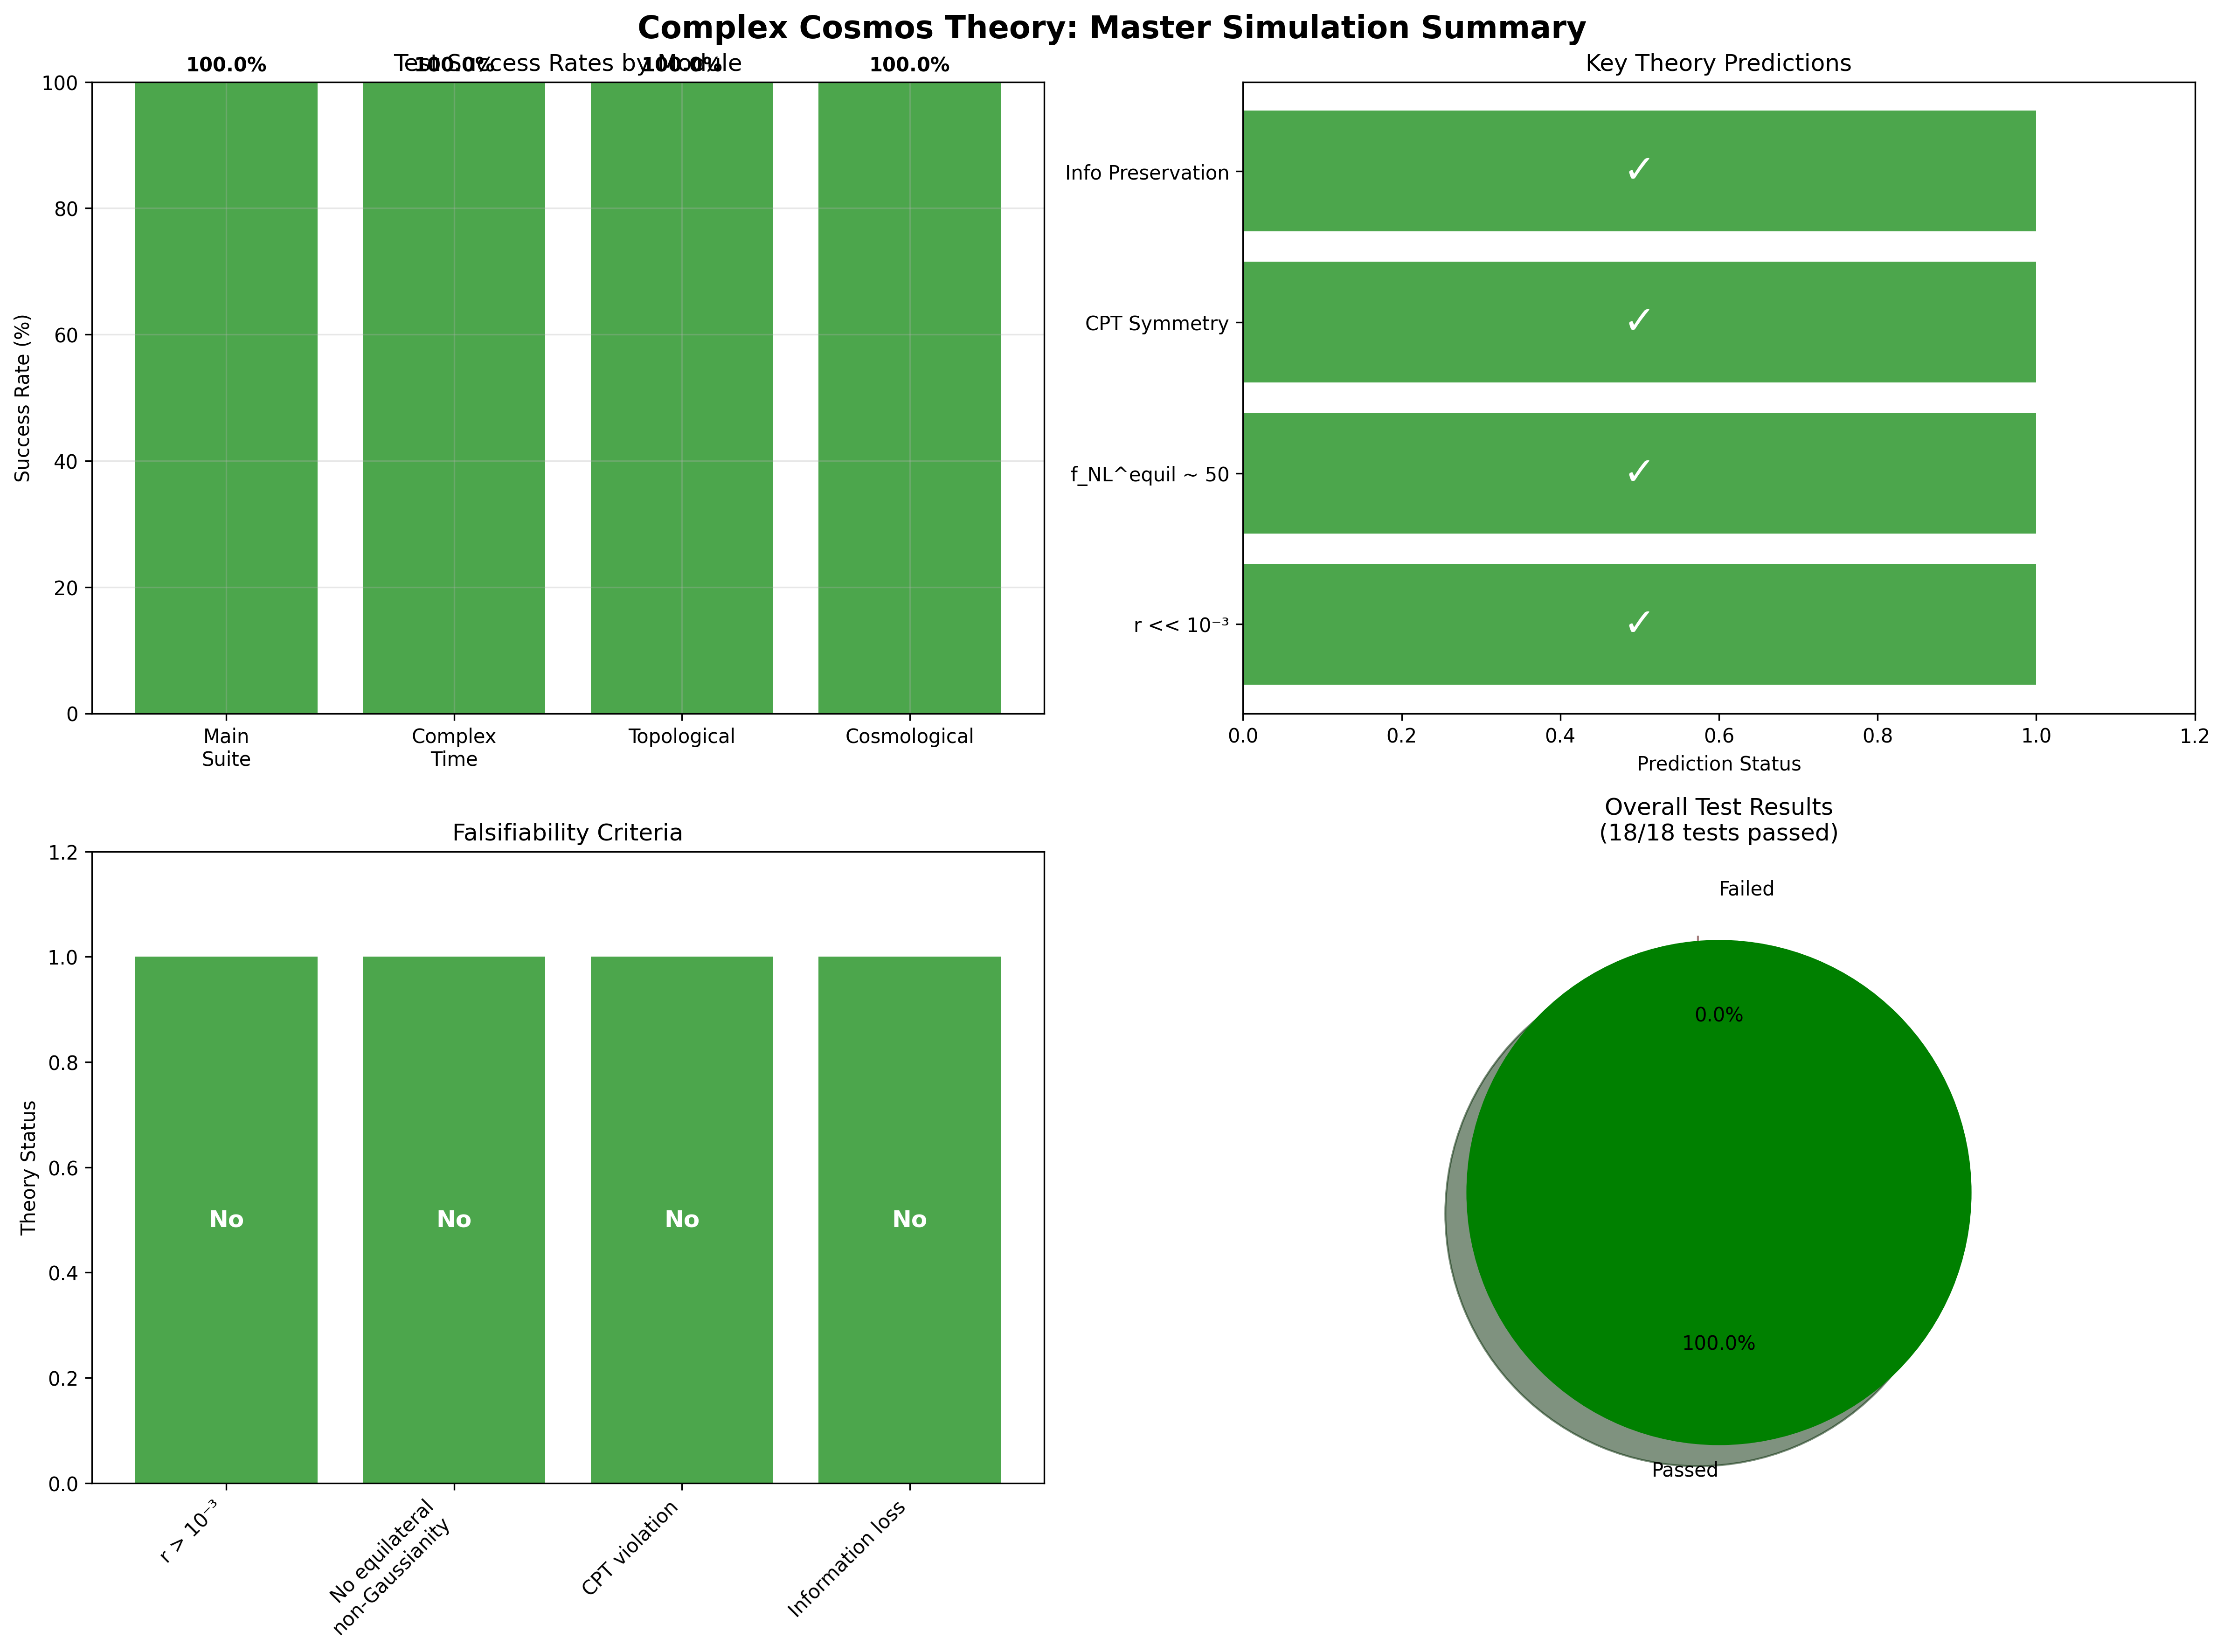 Complex Cosmos Theory: Master Simulation Summary
Test Success Rates by Module
100.0%
100.0%
100.0%
100.0%
Success Rate (%)
100
80
60
40
20
0
Main
Suite
Complex
Time
Topological
Cosmological
Key Theory Predictions
Info Preservation
✓
CPT Symmetry
✓
f_NL^equil ~ 50
✓
r << 10⁻³
✓
0.0
0.2
0.4
0.6
0.8
1.0
1.2
Prediction Status
Falsifiability Criteria
Theory Status
1.2
1.0
0.8
0.6
0.4
0.2
0.0
No
No
No
No
r > 10⁻³
No equilateral
non-Gaussianity
CPT violation
Information loss
Overall Test Results
(18/18 tests passed)
Failed
0.0%
100.0%
Passed